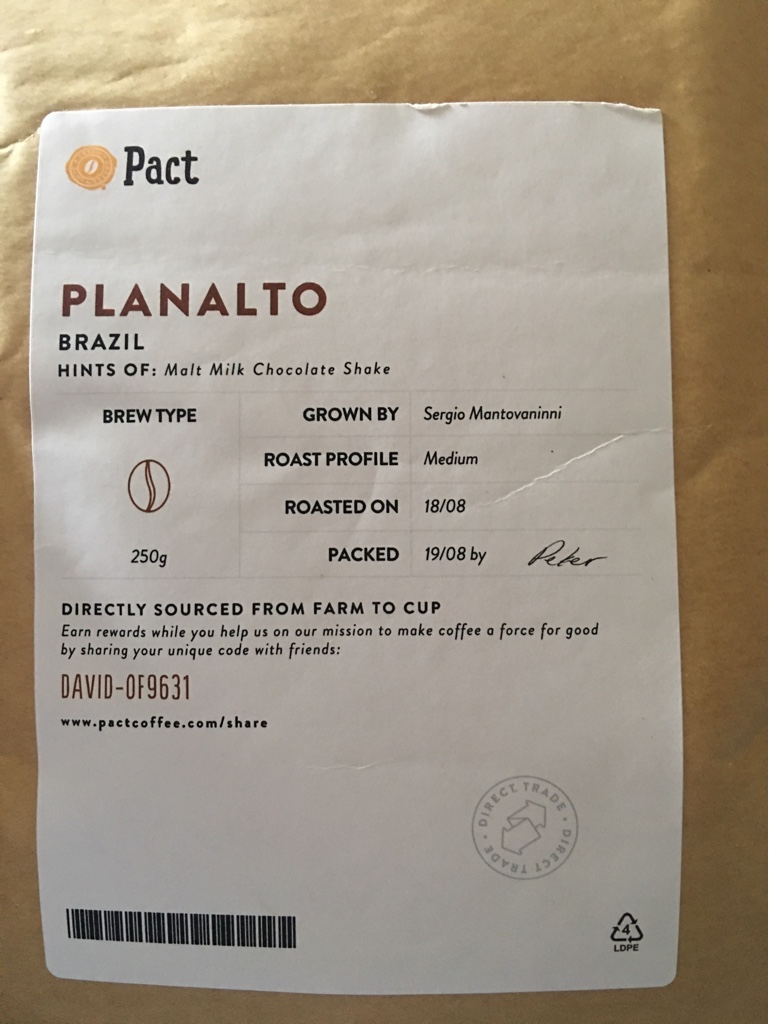 Pact
PLANALTO
BRAZIL
HINTS OF: Malt Milk Chocolate Shake
BREW TYPE
250g
GROWN BY Sergio Mantovaninni
ROAST PROFILE Medium
ROASTED ON 18/08
PACKED 19/08 by Peter
DIRECTLY SOURCED FROM FARM TO CUP
Earn rewards while you help us on our mission to make coffee a force for good
by sharing your unique code with friends:
DAVID-OF9631
www.pactcoffee.com/share
DIRECT TRADE · DIRECT TRADE ·
4
LDPE